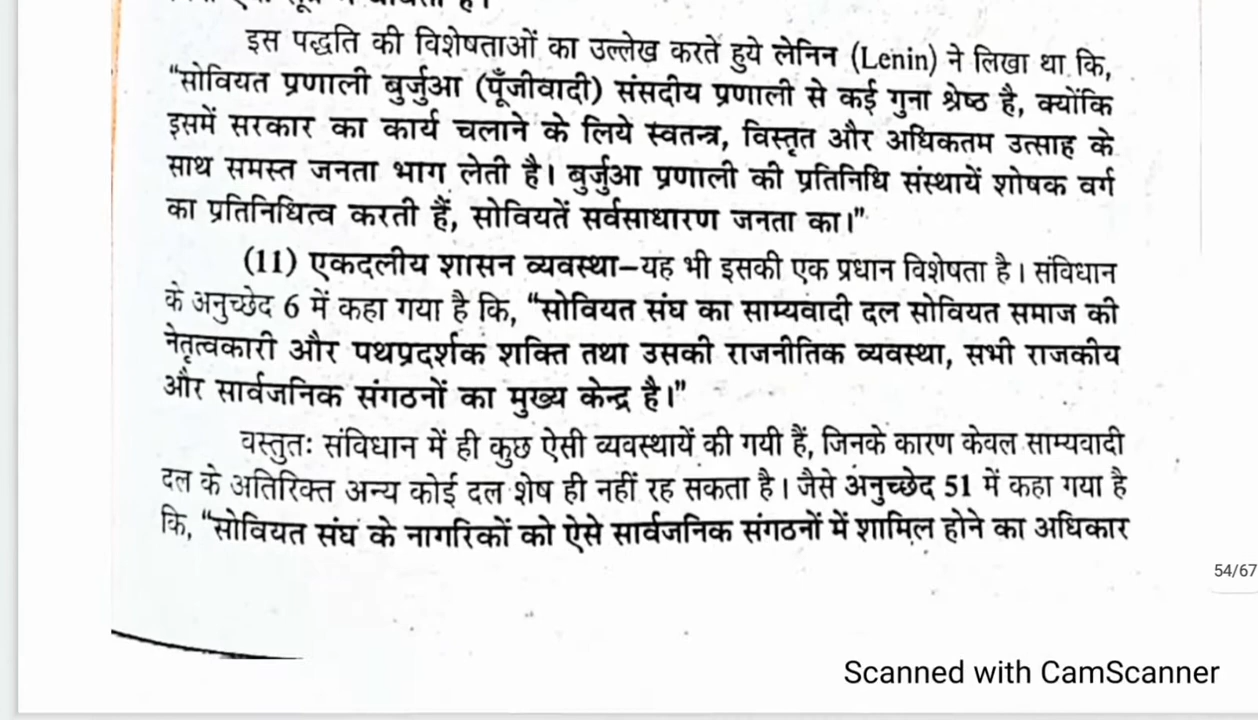 इस पद्धति की विशेषताओं का उल्लेख करते हुये लेनिन (Lenin) ने लिखा था कि,
“सोवियत प्रणाली बुर्जुआ (पूँजीवादी) संसदीय प्रणाली से कई गुना श्रेष्ठ है, क्योंकि
इसमें सरकार का कार्य चलाने के लिये स्वतन्त्र, विस्तृत और अधिकतम उत्साह के
साथ समस्त जनता भाग लेती है। बुर्जुआ प्रणाली की प्रतिनिधि संस्थायें शोषक वर्ग
का प्रतिनिधित्व करती हैं, सोवियतें सर्वसाधारण जनता का।”
(11) एकदलीय शासन व्यवस्था–यह भी इसकी एक प्रधान विशेषता है। संविधान
के अनुच्छेद 6 में कहा गया है कि, “सोवियत संघ का साम्यवादी दल सोवियत समाज की
नेतृत्वकारी और पथप्रदर्शक शक्ति तथा उसकी राजनीतिक व्यवस्था, सभी राजकीय
और सार्वजनिक संगठनों का मुख्य केन्द्र है।”
वस्तुतः संविधान में ही कुछ ऐसी व्यवस्थायें की गयी हैं, जिनके कारण केवल साम्यवादी
दल के अतिरिक्त अन्य कोई दल शेष ही नहीं रह सकता है। जैसे अनुच्छेद 51 में कहा गया है
कि, “सोवियत संघ के नागरिकों को ऐसे सार्वजनिक संगठनों में शामिल होने का अधिकार
54/67
Scanned with CamScanner